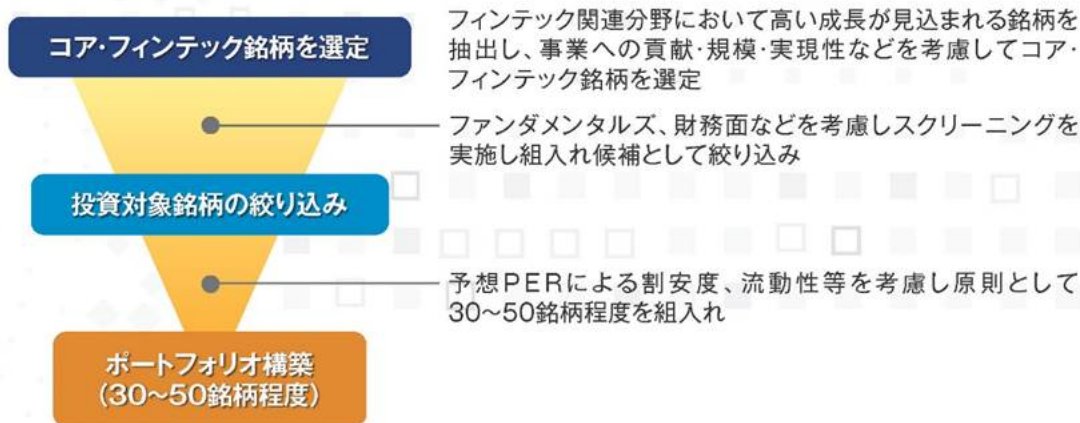 コア・フィンテック銘柄を選定
フィンテック関連分野において高い成長が見込まれる銘柄を
抽出し、事業への貢献・規模・実現性などを考慮してコア・
フィンテック銘柄を選定
ファンダメンタルズ、財務面などを考慮しスクリーニングを
実施し組入れ候補として絞り込み
投資対象銘柄の絞り込み
予想PERによる割安度、流動性等を考慮し原則として
30〜50銘柄程度を組入れ
ポートフォリオ構築
(30〜50銘柄程度)